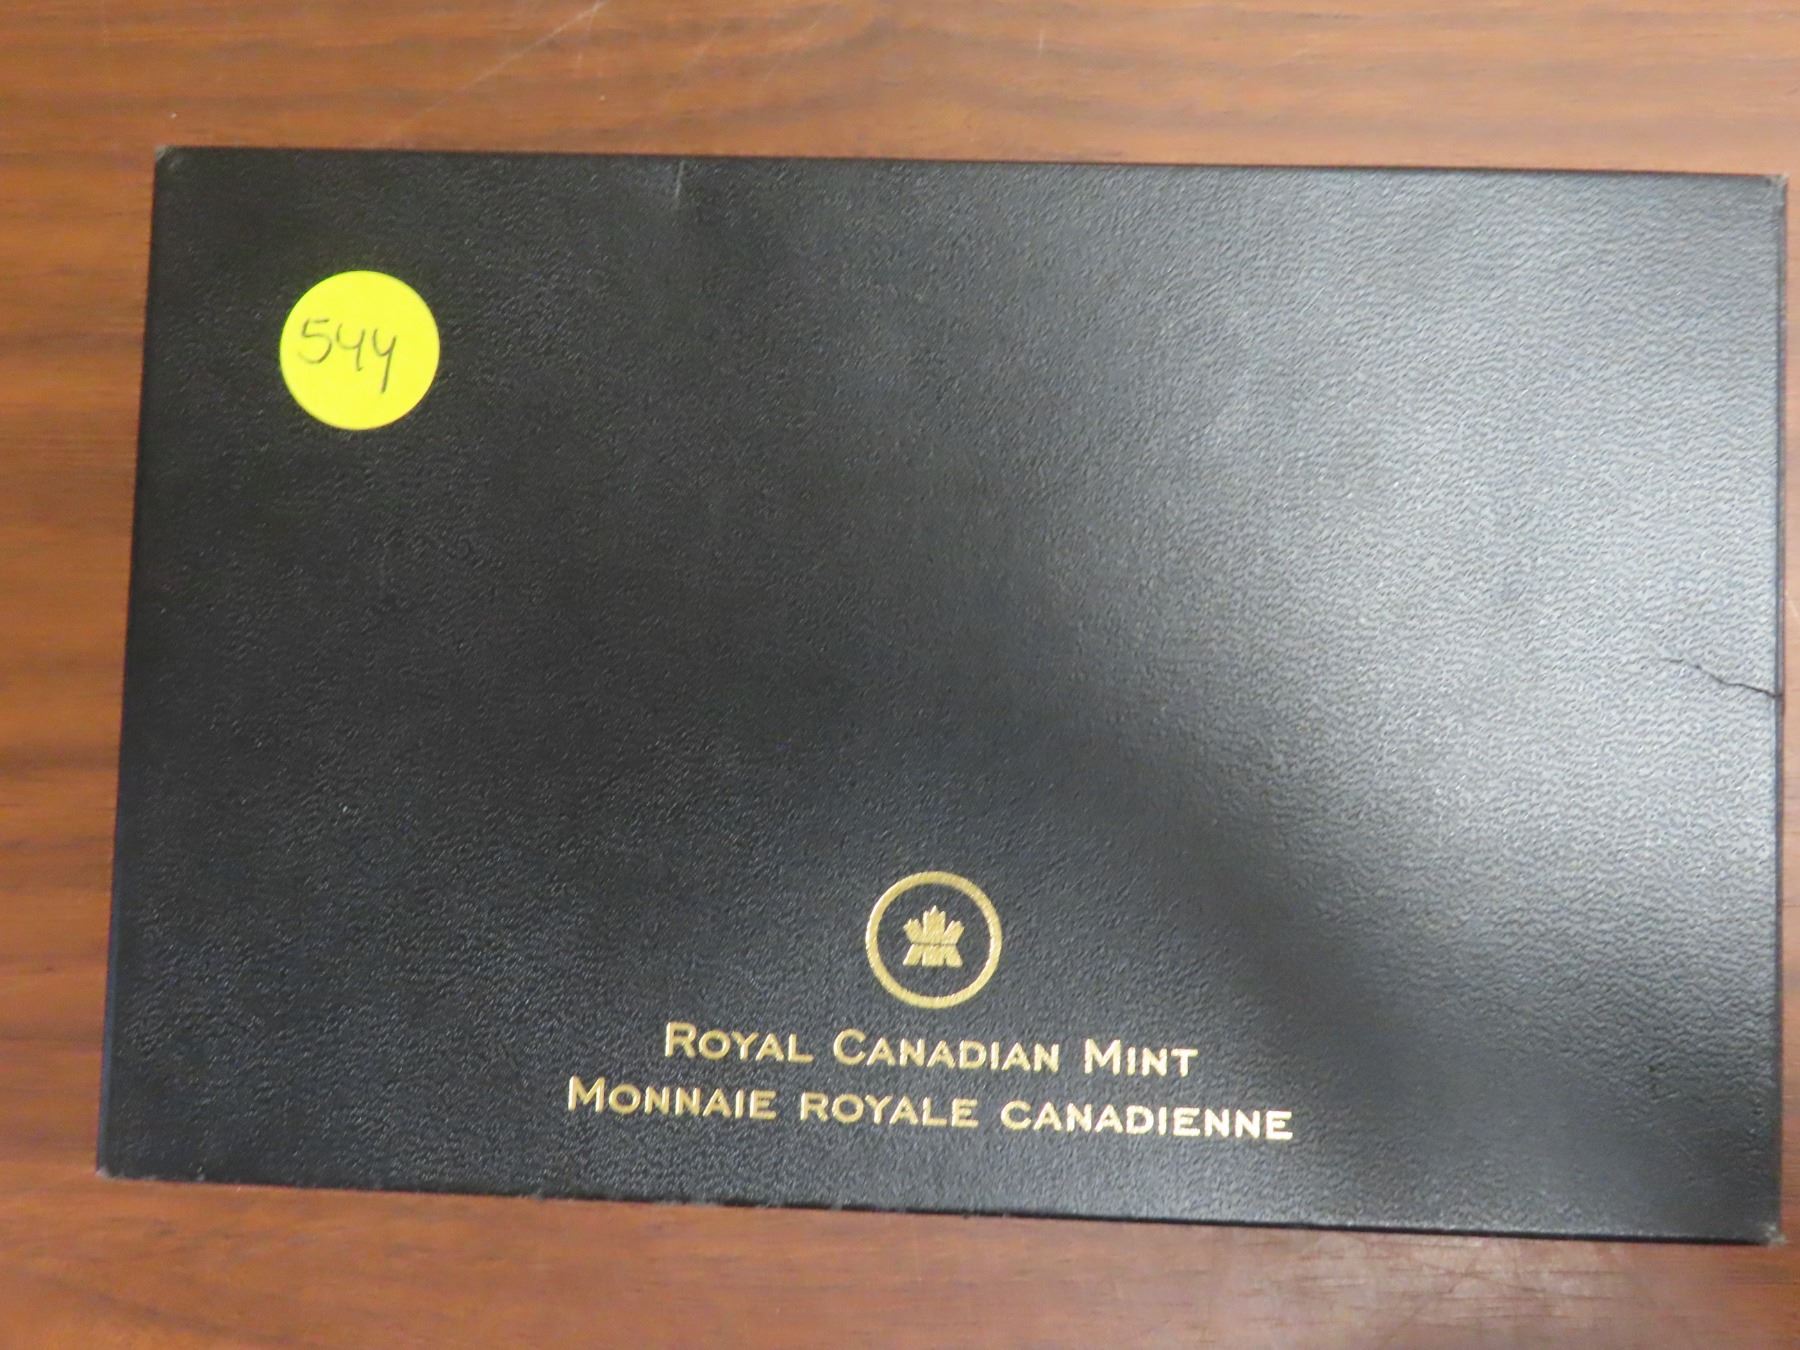 544
ROYAL CANADIAN MINT
MONNAIE ROYALE CANADIENNE